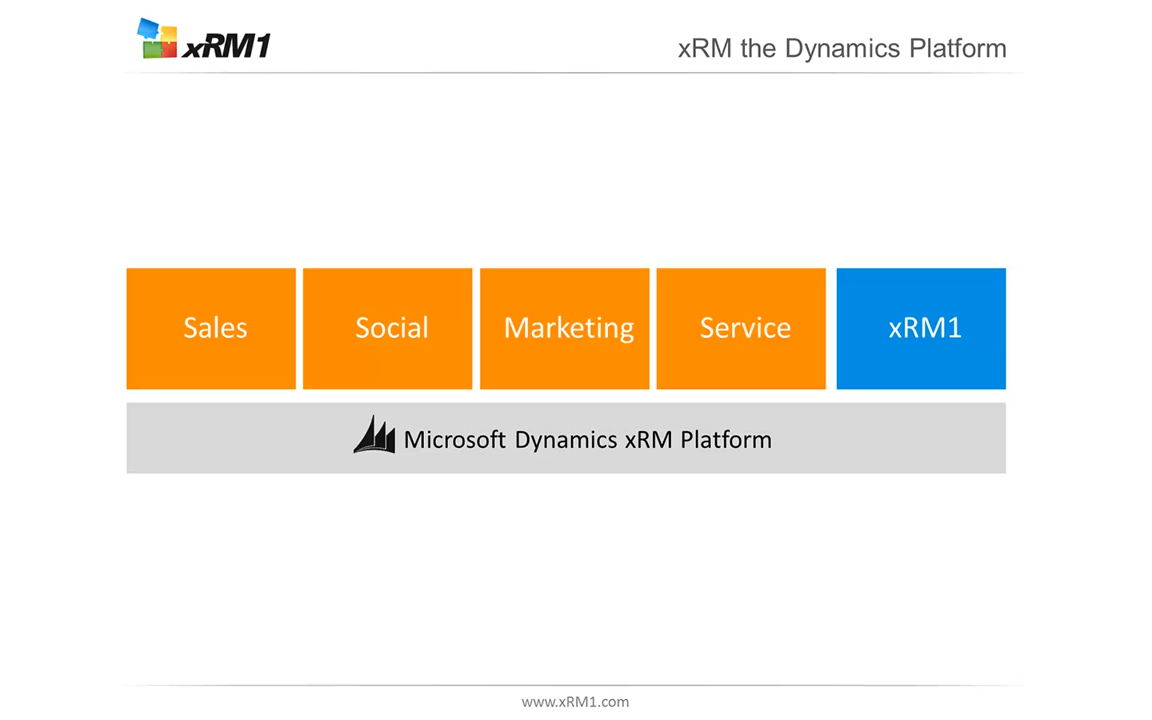 xRM1
xRM the Dynamics Platform
Sales
Social
Marketing
Service
xRM1
Microsoft Dynamics xRM Platform
www.xRM1.com